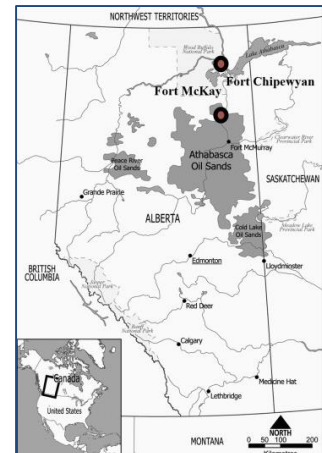 NORTHWEST TERRITORIES
Wood Buffalo
National Park
Lake Athabasca
Fort Chipewyan
Fort McKay
Clearwater River
Provincial Park
Fort McMurray
Peace River
Oil Sands
Athabasca
Oil Sands
SASKATCHEWAN
Grande Prairie
ALBERTA
Cold Lake
Oil Sands
Meadow Lake
Provincial Park
BRITISH
COLUMBIA
Edmonton
Lloydminster
Jasper
National Park
Red Deer
Banff
National Park
Calgary
Medicine Hat
Lethbridge
Canada
United States
MONTANA
NORTH
0 50 100 200
Kilometres